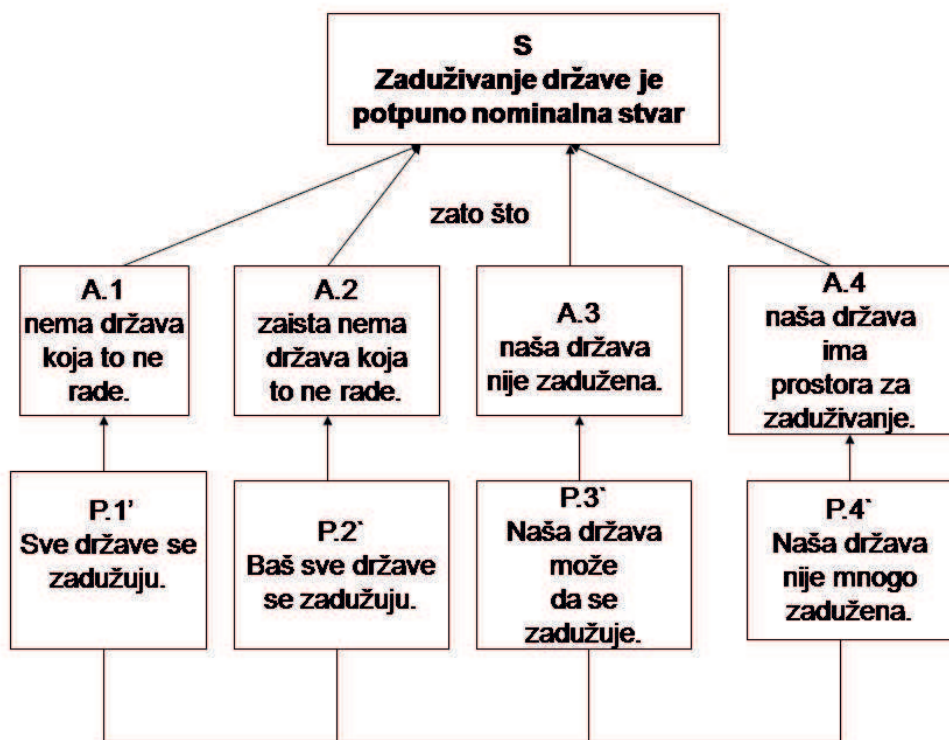 S
Zaduživanje države je
potpuno nominalna stvar
zato što
A.1
nema država
koja to ne
rade.
A.2
zaista nema
država koja
to ne rade.
A.3
naša država
nije zadužena.
A.4
naša država
ima
prostora za
zaduživanje.
P.1'
Sve države se
zadužuju.
P.2`
Baš sve države
se zadužuju.
P.3`
Naša država
može
da se
zadužuje.
P.4`
Naša država
nije mnogo
zadužena.